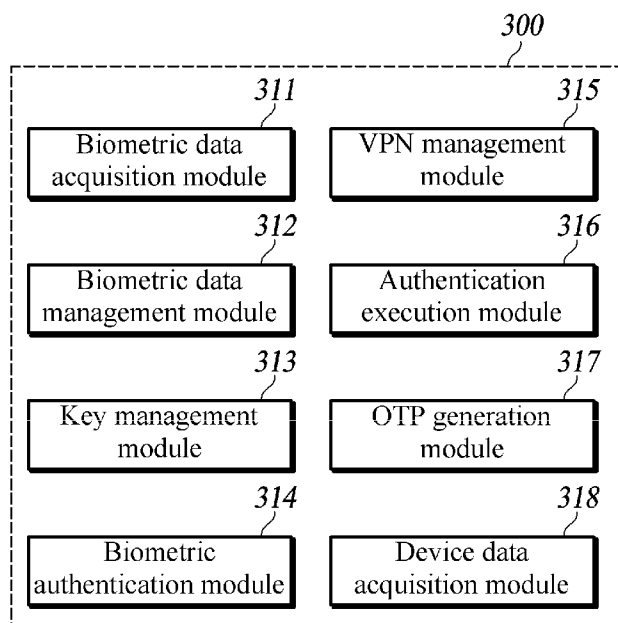 300
311
Biometric data
acquisition module
315
VPN management
module
312
Biometric data
management module
316
Authentication
execution module
313
Key management
module
317
OTP generation
module
314
Biometric
authentication module
318
Device data
acquisition module